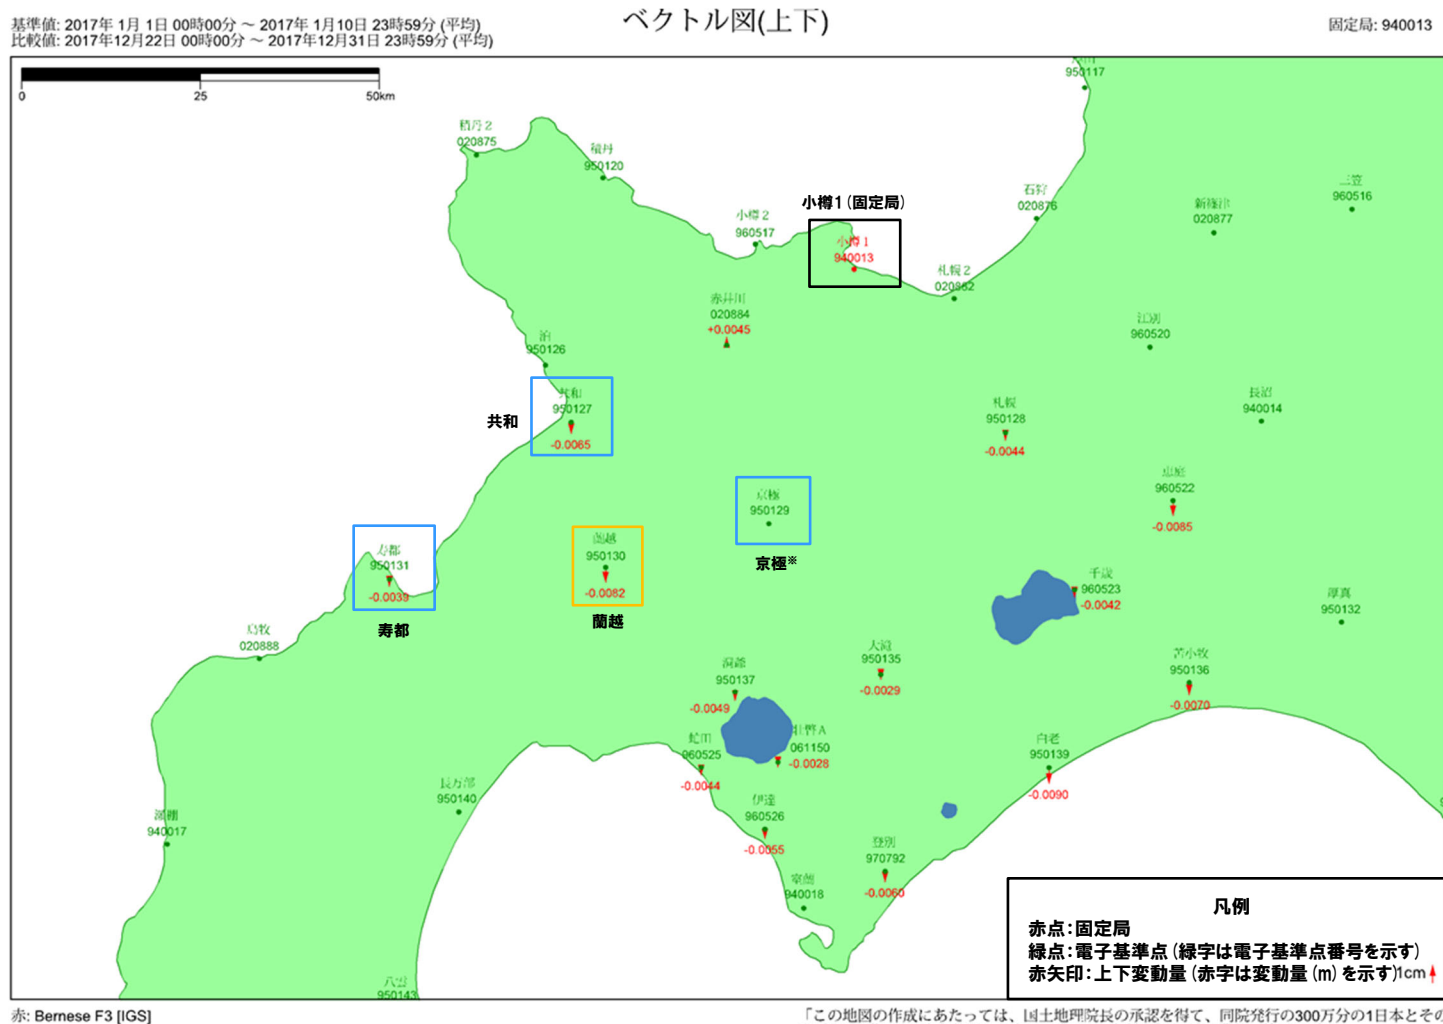 ベクトル図(上下)
基準値: 2017年 1月 1日 00時00分 ～ 2017年 1月10日 23時59分 (平均)
比較値: 2017年12月22日 00時00分 ～ 2017年12月31日 23時59分 (平均)
固定局: 940013
0 25 50km
950117
積丹２
020875
積丹
950120
小樽1 (固定局)
小樽２
960517
小樽１
940013
石狩
020876
新篠津
020877
三笠
960516
札幌２
020862
赤井川
020884
+0.0045
江別
960520
泊
950126
共和
950127
-0.0065
共和
札幌
950128
-0.0044
長沼
940014
恵庭
960522
-0.0085
京極
950129
京極※
寿都
950131
-0.0039
寿都
蘭越
950130
-0.0082
蘭越
千歳
960523
-0.0042
厚真
950132
島牧
020888
洞爺
950137
-0.0049
大滝
950135
-0.0029
苫小牧
950136
-0.0070
虻田
960525
-0.0044
壮瞥Ａ
061150
-0.0028
白老
950139
-0.0090
長万部
950140
瀬棚
940017
伊達
960526
-0.0055
登別
970792
-0.0060
室蘭
940018
八雲
950143
凡例
赤点：固定局
緑点：電子基準点 (緑字は電子基準点番号を示す)
赤矢印：上下変動量 (赤字は変動量 (m) を示す)
1cm
赤: Bernese F3 [IGS]
「この地図の作成にあたっては、国土地理院長の承認を得て、同院発行の300万分の1日本とその